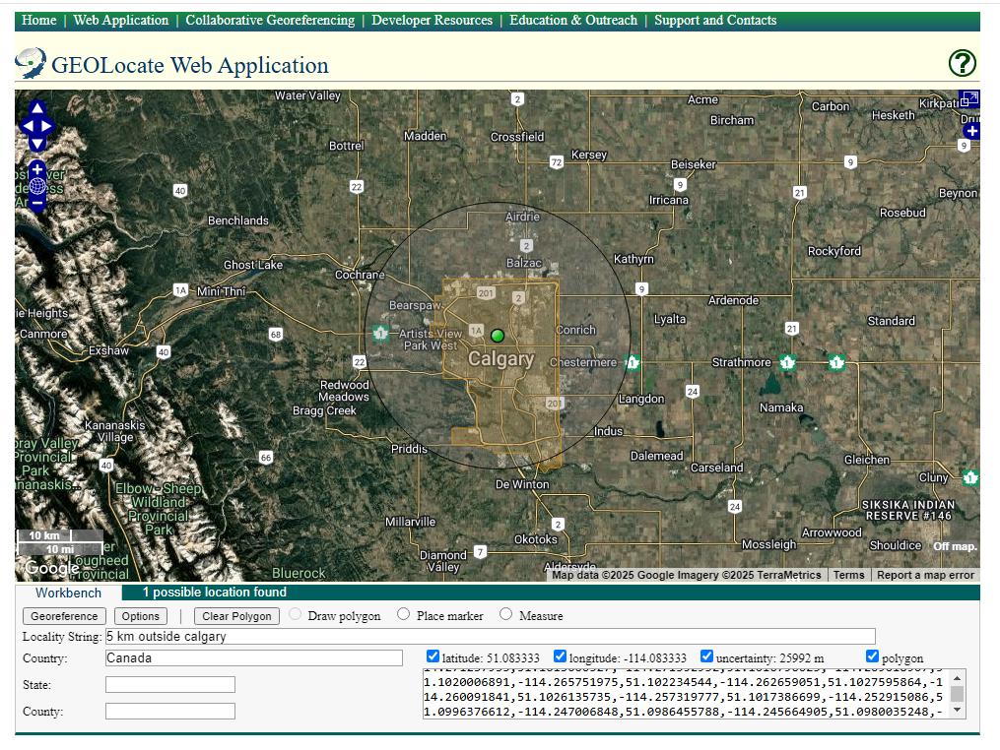 Home | Web Application | Collaborative Georeferencing | Developer Resources | Education & Outreach | Support and Contacts
GEOLocate Web Application
?
Water Valley
2
Acme
Carbon
Kirkpat
Bircham
Hesketh
Dru
Madden
Crossfield
Bottrel
72
Kersey
Beiseker
9
9
40
22
9
21
Beynon
Irricana
Rosebud
Benchlands
Airdrie
2
Rockyford
Ghost Lake
Cochrane
Balzac
Kathyrn
1A
Mini Thni
201
2
9
Ardenode
Bearspaw
ie Heights
Canmore
68
1
Artists View
Park West
1A
Conrich
Lyalta
21
Standard
Exshaw
40
22
Calgary
Chestermere
1
Strathmore
1
1
Redwood
Meadows
Bragg Creek
201
Langdon
24
Namaka
Kananaskis
Village
Indus
pray Valley
Provincial
Park
nanaskis...
40
66
Priddis
Dalemead
Carseland
Gleichen
Cluny
1
Elbow-Sheep
Wildland
Provincial
Park
De Winton
24
SIKSIKA INDIAN
RESERVE #146
Millarville
2
Okotoks
Arrowwood
Mossleigh
Shouldice
Off map.
10 km
10 mi
Google
ougheed
rovincial
Diamond
Valley
7
Bluerock
Aldersyde
Map data ©2025 Google Imagery ©2025 TerraMetrics
Terms
Report a map error
Workbench
1 possible location found
Georeference
Options
|
Clear Polygon
Draw polygon
Place marker
Measure
Locality String: 5 km outside calgary
Country: Canada
latitude: 51.083333
longitude: -114.083333
uncertainty: 25992 m
polygon
State:
1.1020006891,-114.265751975,51.102234544,-114.262659051,51.1027595864,-1
14.260091841,51.1026135735,-114.257319777,51.1017386699,-114.252915086,5
County:
1.0996376612,-114.247006848,51.0986455788,-114.245664905,51.0980035248,-